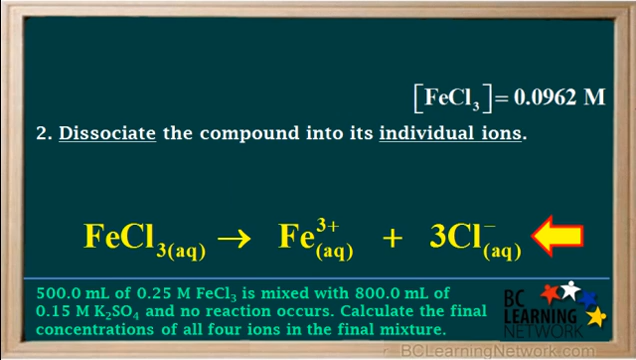 [FeCl₃] = 0.0962 M
2. Dissociate the compound into its individual ions.
FeCl₃(aq) → Fe³⁺(aq) + 3Cl⁻(aq)
500.0 mL of 0.25 M FeCl₃ is mixed with 800.0 mL of
0.15 M K₂SO₄ and no reaction occurs. Calculate the final
concentrations of all four ions in the final mixture.
BC
LEARNING
NETWORK
BCLearningNetwork.com